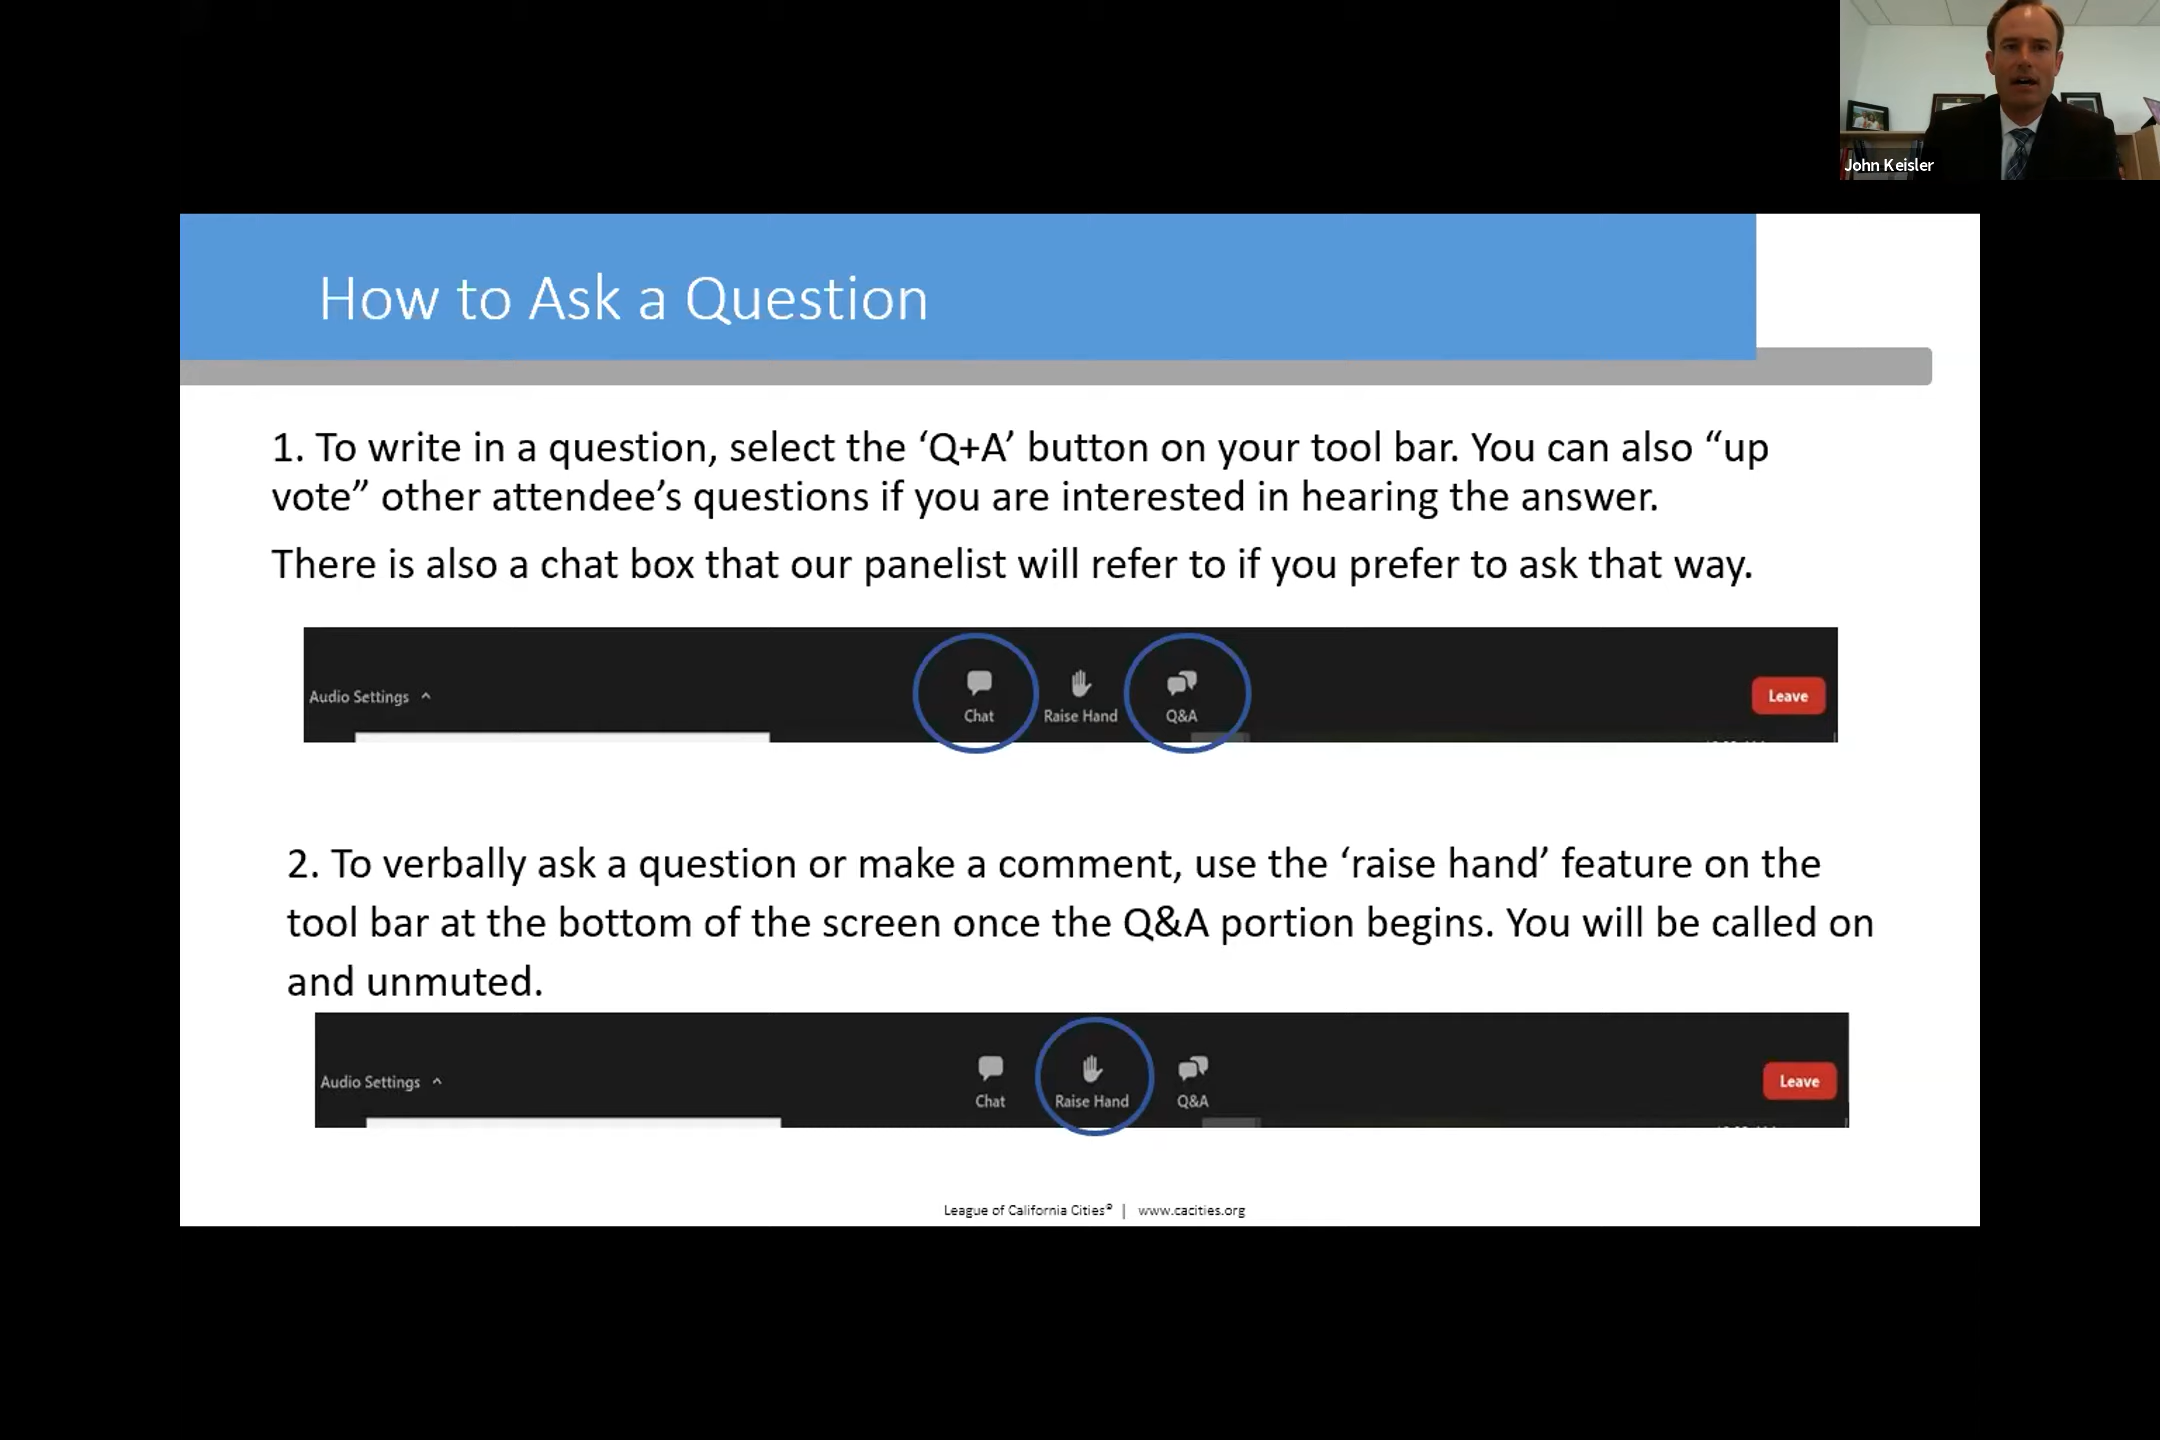 John Keisler
How to Ask a Question
1. To write in a question, select the ‘Q+A’ button on your tool bar. You can also “up
vote” other attendee’s questions if you are interested in hearing the answer.
There is also a chat box that our panelist will refer to if you prefer to ask that way.
Audio Settings ^
Chat
Raise Hand
Q&A
Leave
2. To verbally ask a question or make a comment, use the ‘raise hand’ feature on the
tool bar at the bottom of the screen once the Q&A portion begins. You will be called on
and unmuted.
Audio Settings ^
Chat
Raise Hand
Q&A
Leave
League of California Cities® | www.cacities.org